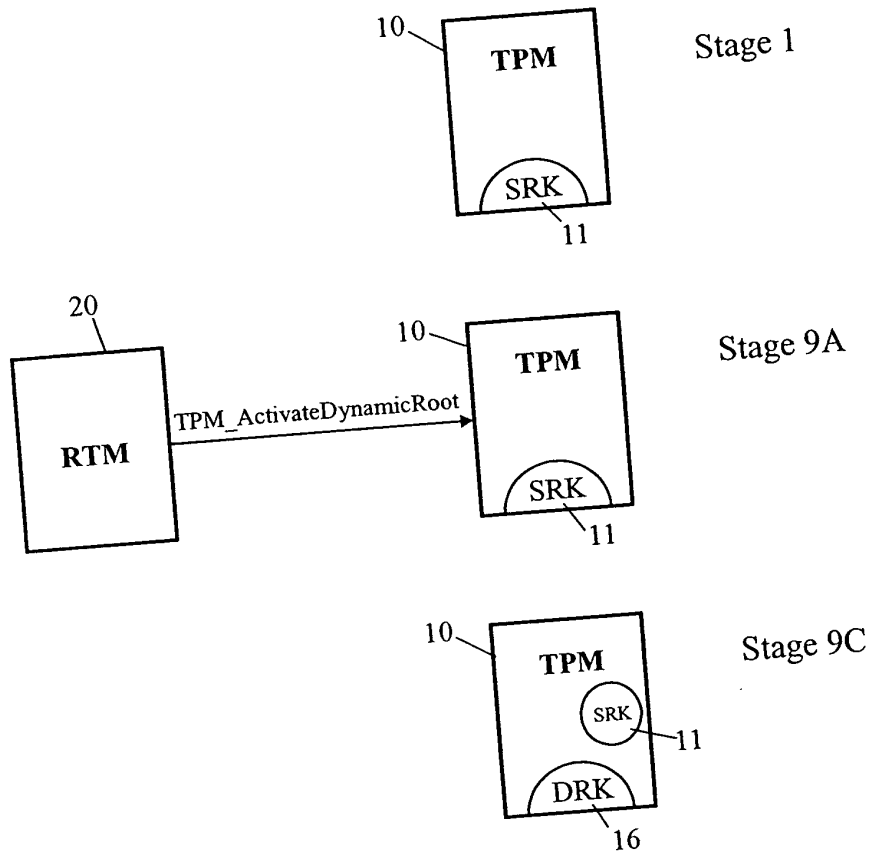 10
TPM
Stage 1
SRK
11
20
10
TPM
Stage 9A
TPM_ActivateDynamicRoot
RTM
SRK
11
10
TPM
Stage 9C
SRK
11
DRK
16